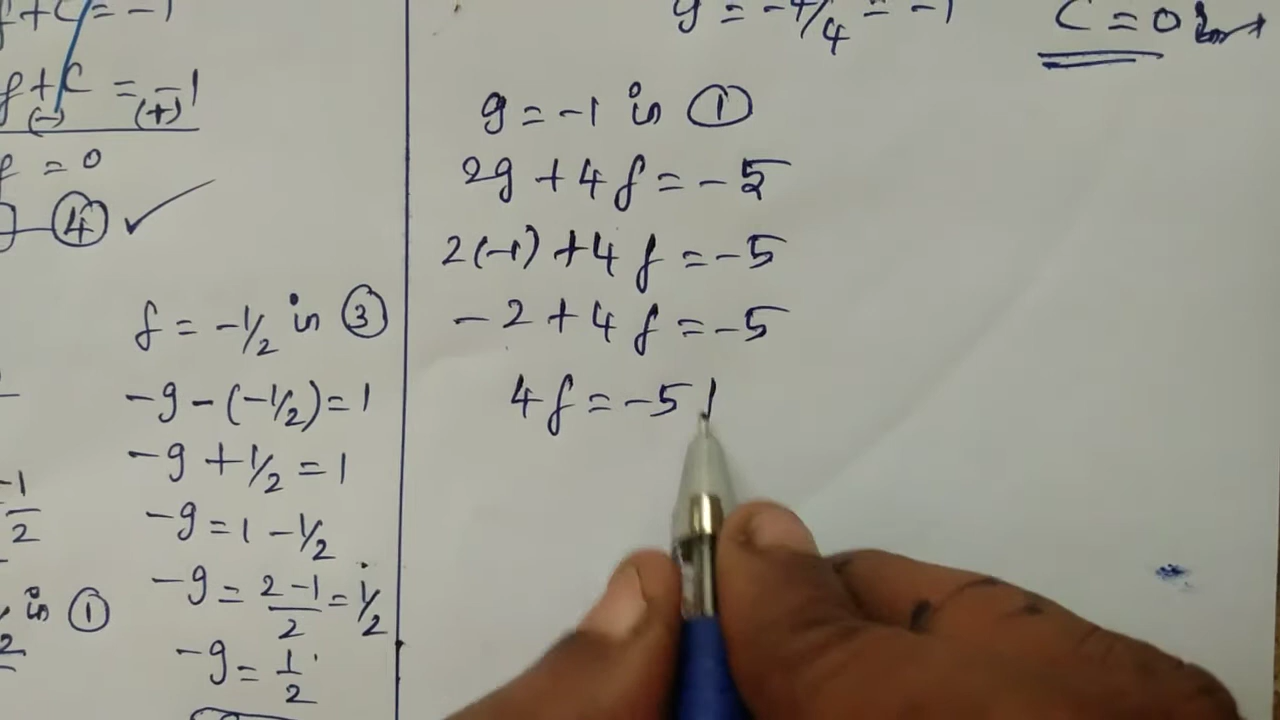 f+C = -1
f+C = -1
(-) (+)
f = 0
④ ✓
f = -1/2 in ③
-g - (-1/2) = 1
-g + 1/2 = 1
-g = 1 - 1/2
-g = 2-1/2 = 1/2
-g = 1/2
-1/2
in ①
g = -4/4 = -1
C = 0
g = -1 in ①
2g + 4f = -5
2(-1) + 4f = -5
-2 + 4f = -5
4f = -5